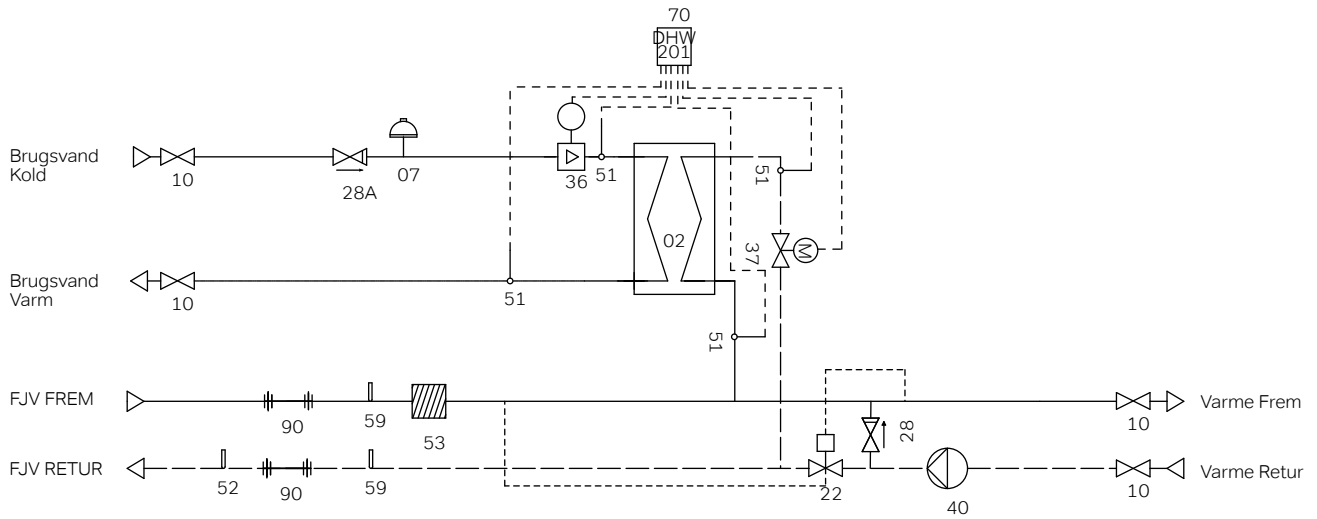 70
DHW
201
Brugsvand
Kold
10
28A
07
36
51
51
02
37
M
Brugsvand
Varm
10
51
51
FJV FREM
90
59
53
28
10
Varme Frem
FJV RETUR
52
90
59
22
40
10
Varme Retur